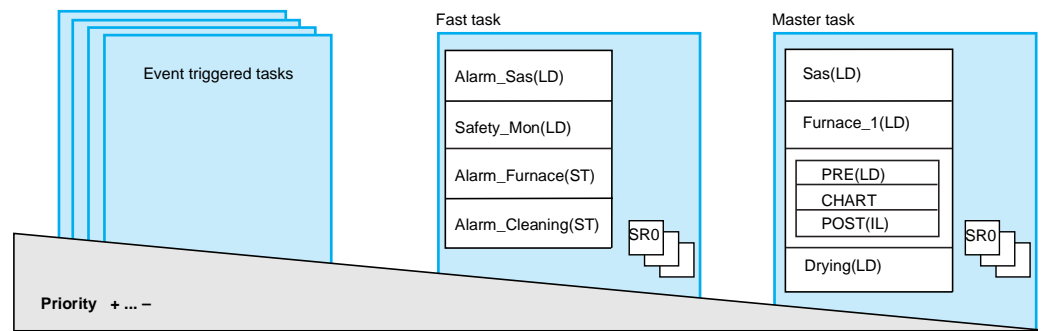 Fast task
Master task
Event triggered tasks
Alarm_Sas(LD)
Safety_Mon(LD)
Alarm_Furnace(ST)
Alarm_Cleaning(ST)
SR0
Sas(LD)
Furnace_1(LD)
PRE(LD)
CHART
POST(IL)
Drying(LD)
SR0
Priority + ... –